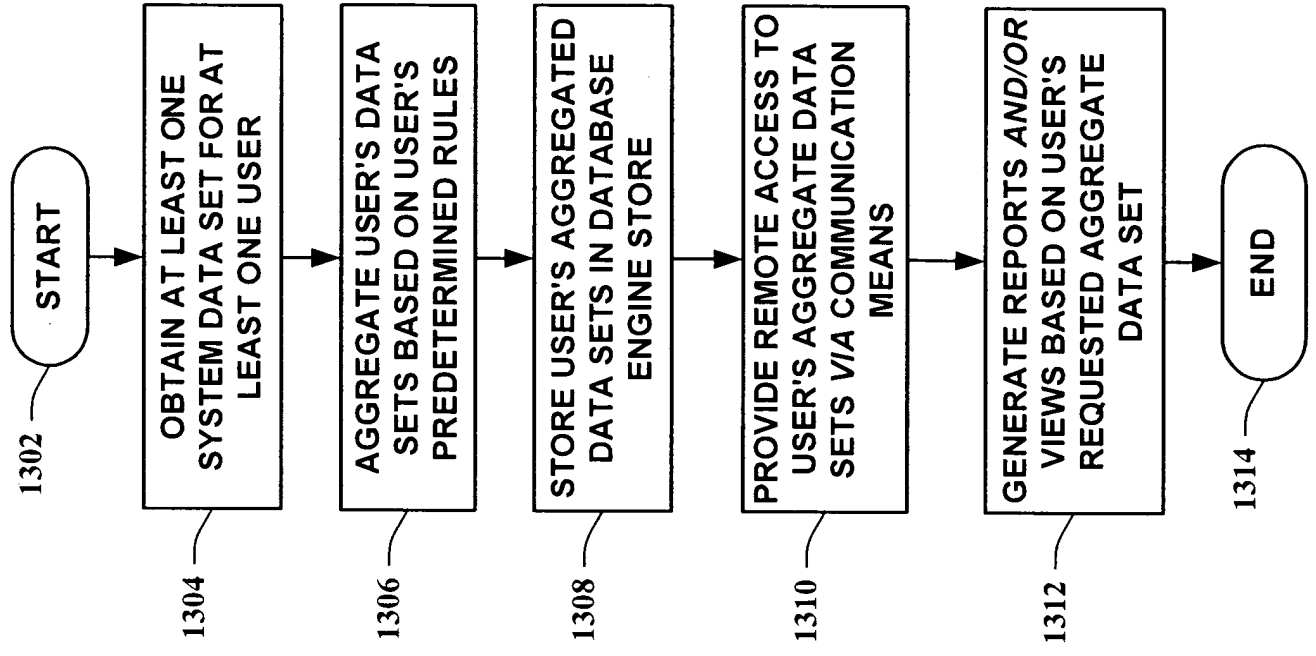 START
1302
OBTAIN AT LEAST ONE
SYSTEM DATA SET FOR AT
LEAST ONE USER
1304
AGGREGATE USER'S DATA
SETS BASED ON USER'S
PREDETERMINED RULES
1306
STORE USER'S AGGREGATED
DATA SETS IN DATABASE
ENGINE STORE
1308
PROVIDE REMOTE ACCESS TO
USER'S AGGREGATE DATA
SETS VIA COMMUNICATION
MEANS
1310
GENERATE REPORTS AND/OR
VIEWS BASED ON USER'S
REQUESTED AGGREGATE
DATA SET
1312
END
1314